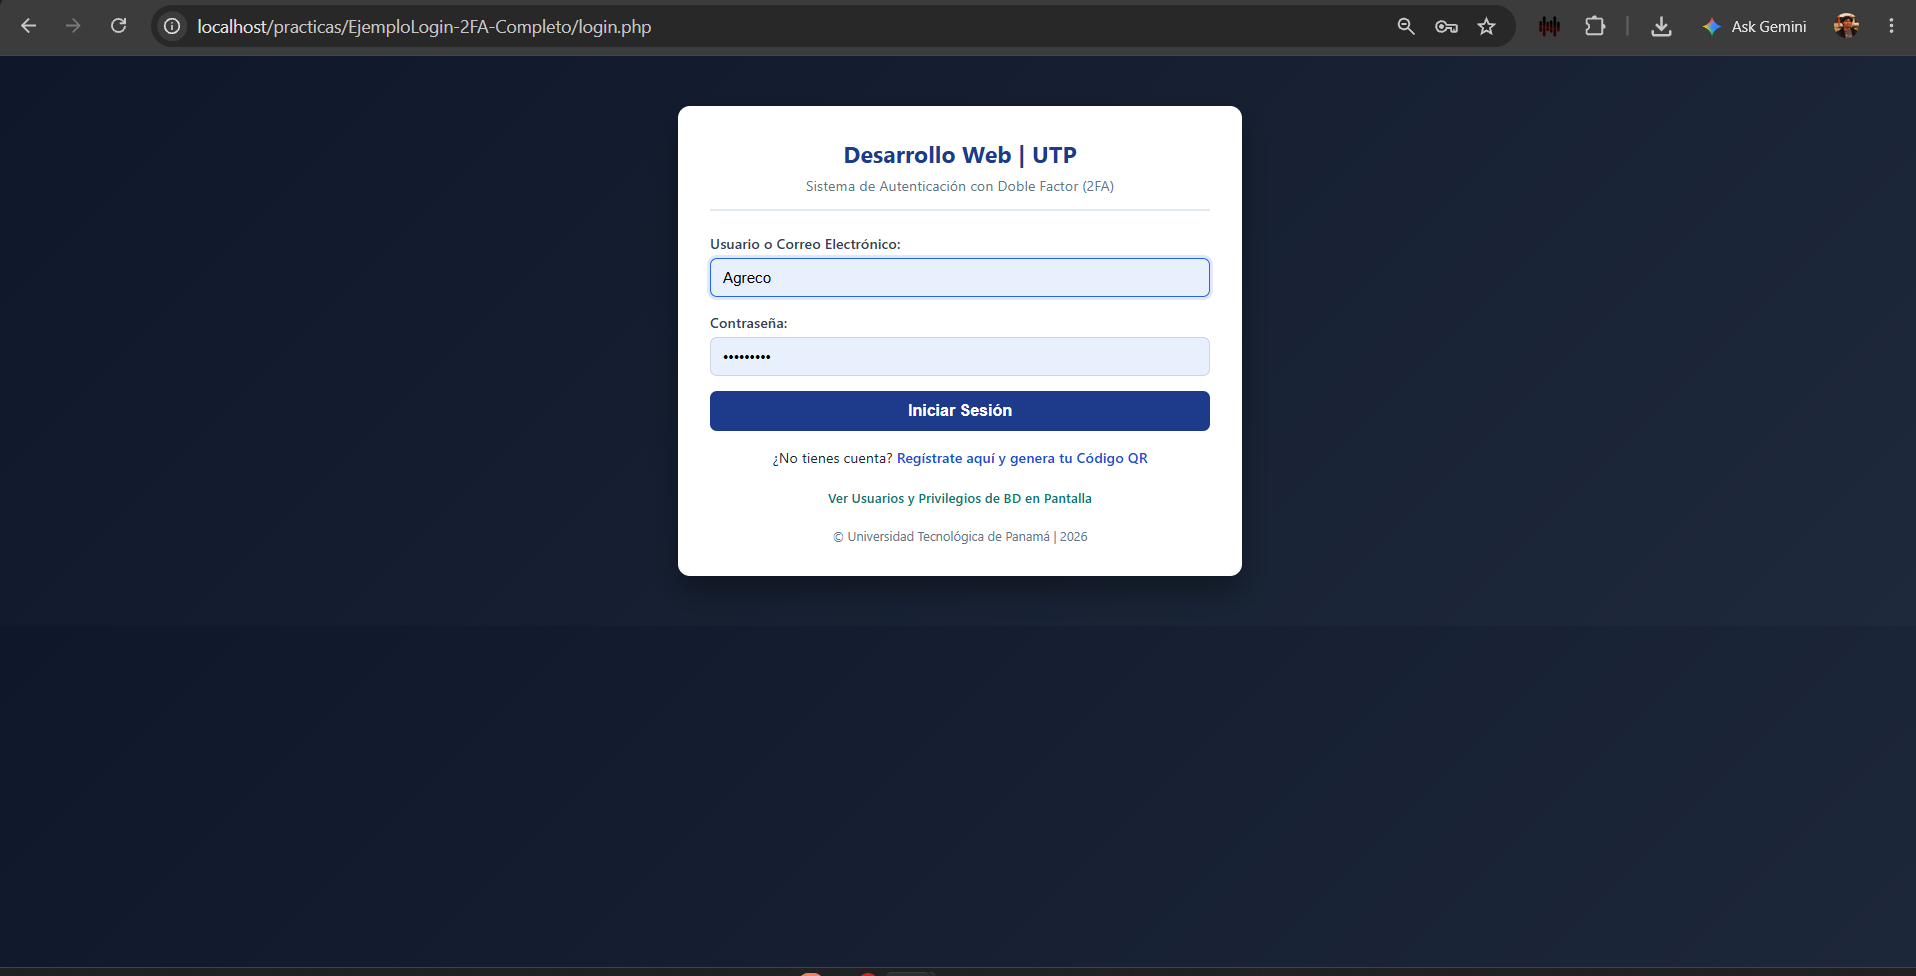 localhost/practicas/EjemploLogin-2FA-Completo/login.php
Ask Gemini
Desarrollo Web | UTP
Sistema de Autenticación con Doble Factor (2FA)
Usuario o Correo Electrónico:
Agreco
Contraseña:
•••••••••
Iniciar Sesión
¿No tienes cuenta? Regístrate aquí y genera tu Código QR
Ver Usuarios y Privilegios de BD en Pantalla
© Universidad Tecnológica de Panamá | 2026